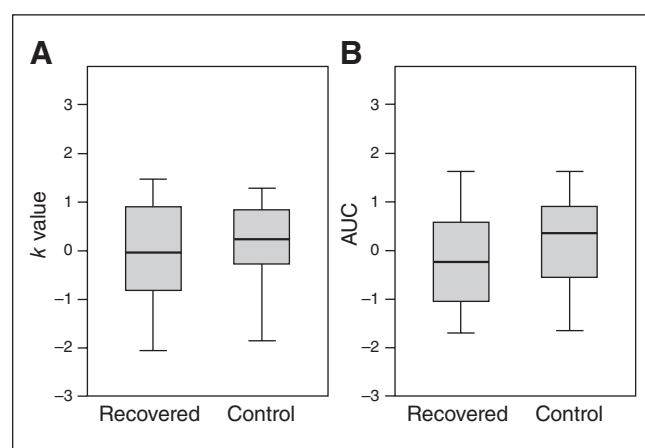 A
B
3
2
1
0
–1
–2
–3
k value
Recovered
Control
3
2
1
0
–1
–2
–3
AUC
Recovered
Control